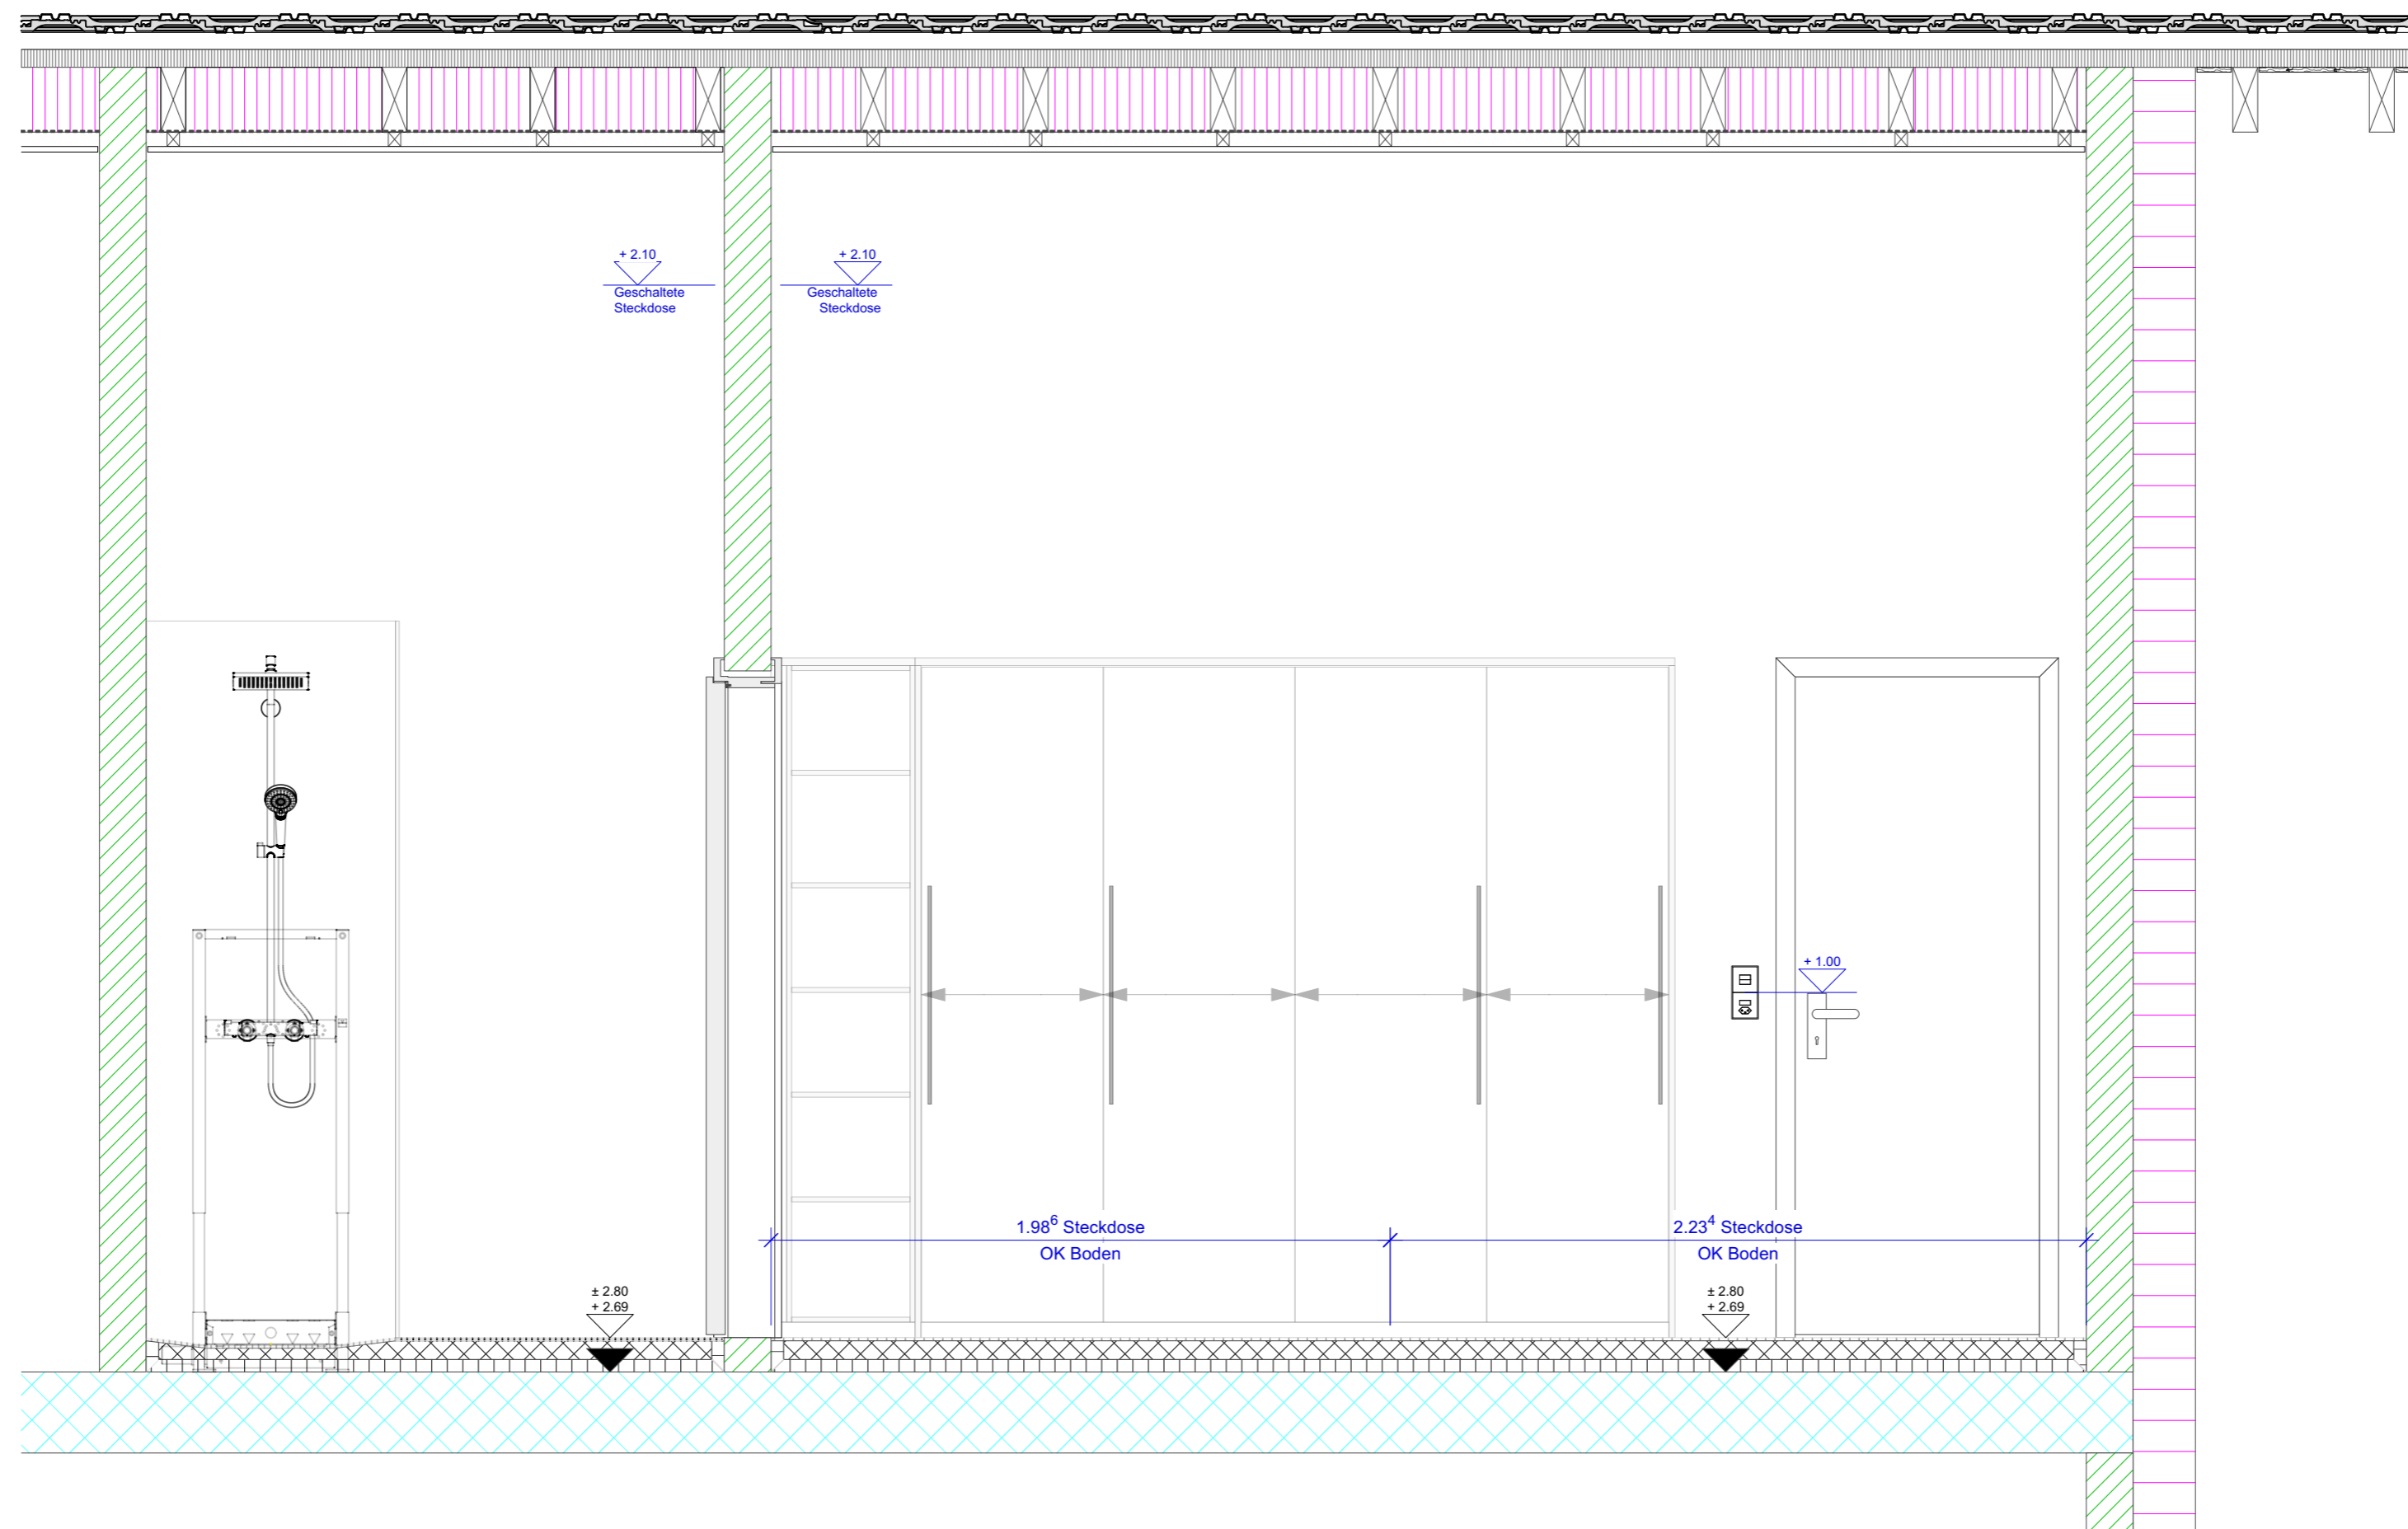 + 2.10
Geschaltete
Steckdose
+ 2.10
Geschaltete
Steckdose
+ 1.00
1.98⁶ Steckdose
OK Boden
2.23⁴ Steckdose
OK Boden
± 2.80
+ 2.69
± 2.80
+ 2.69